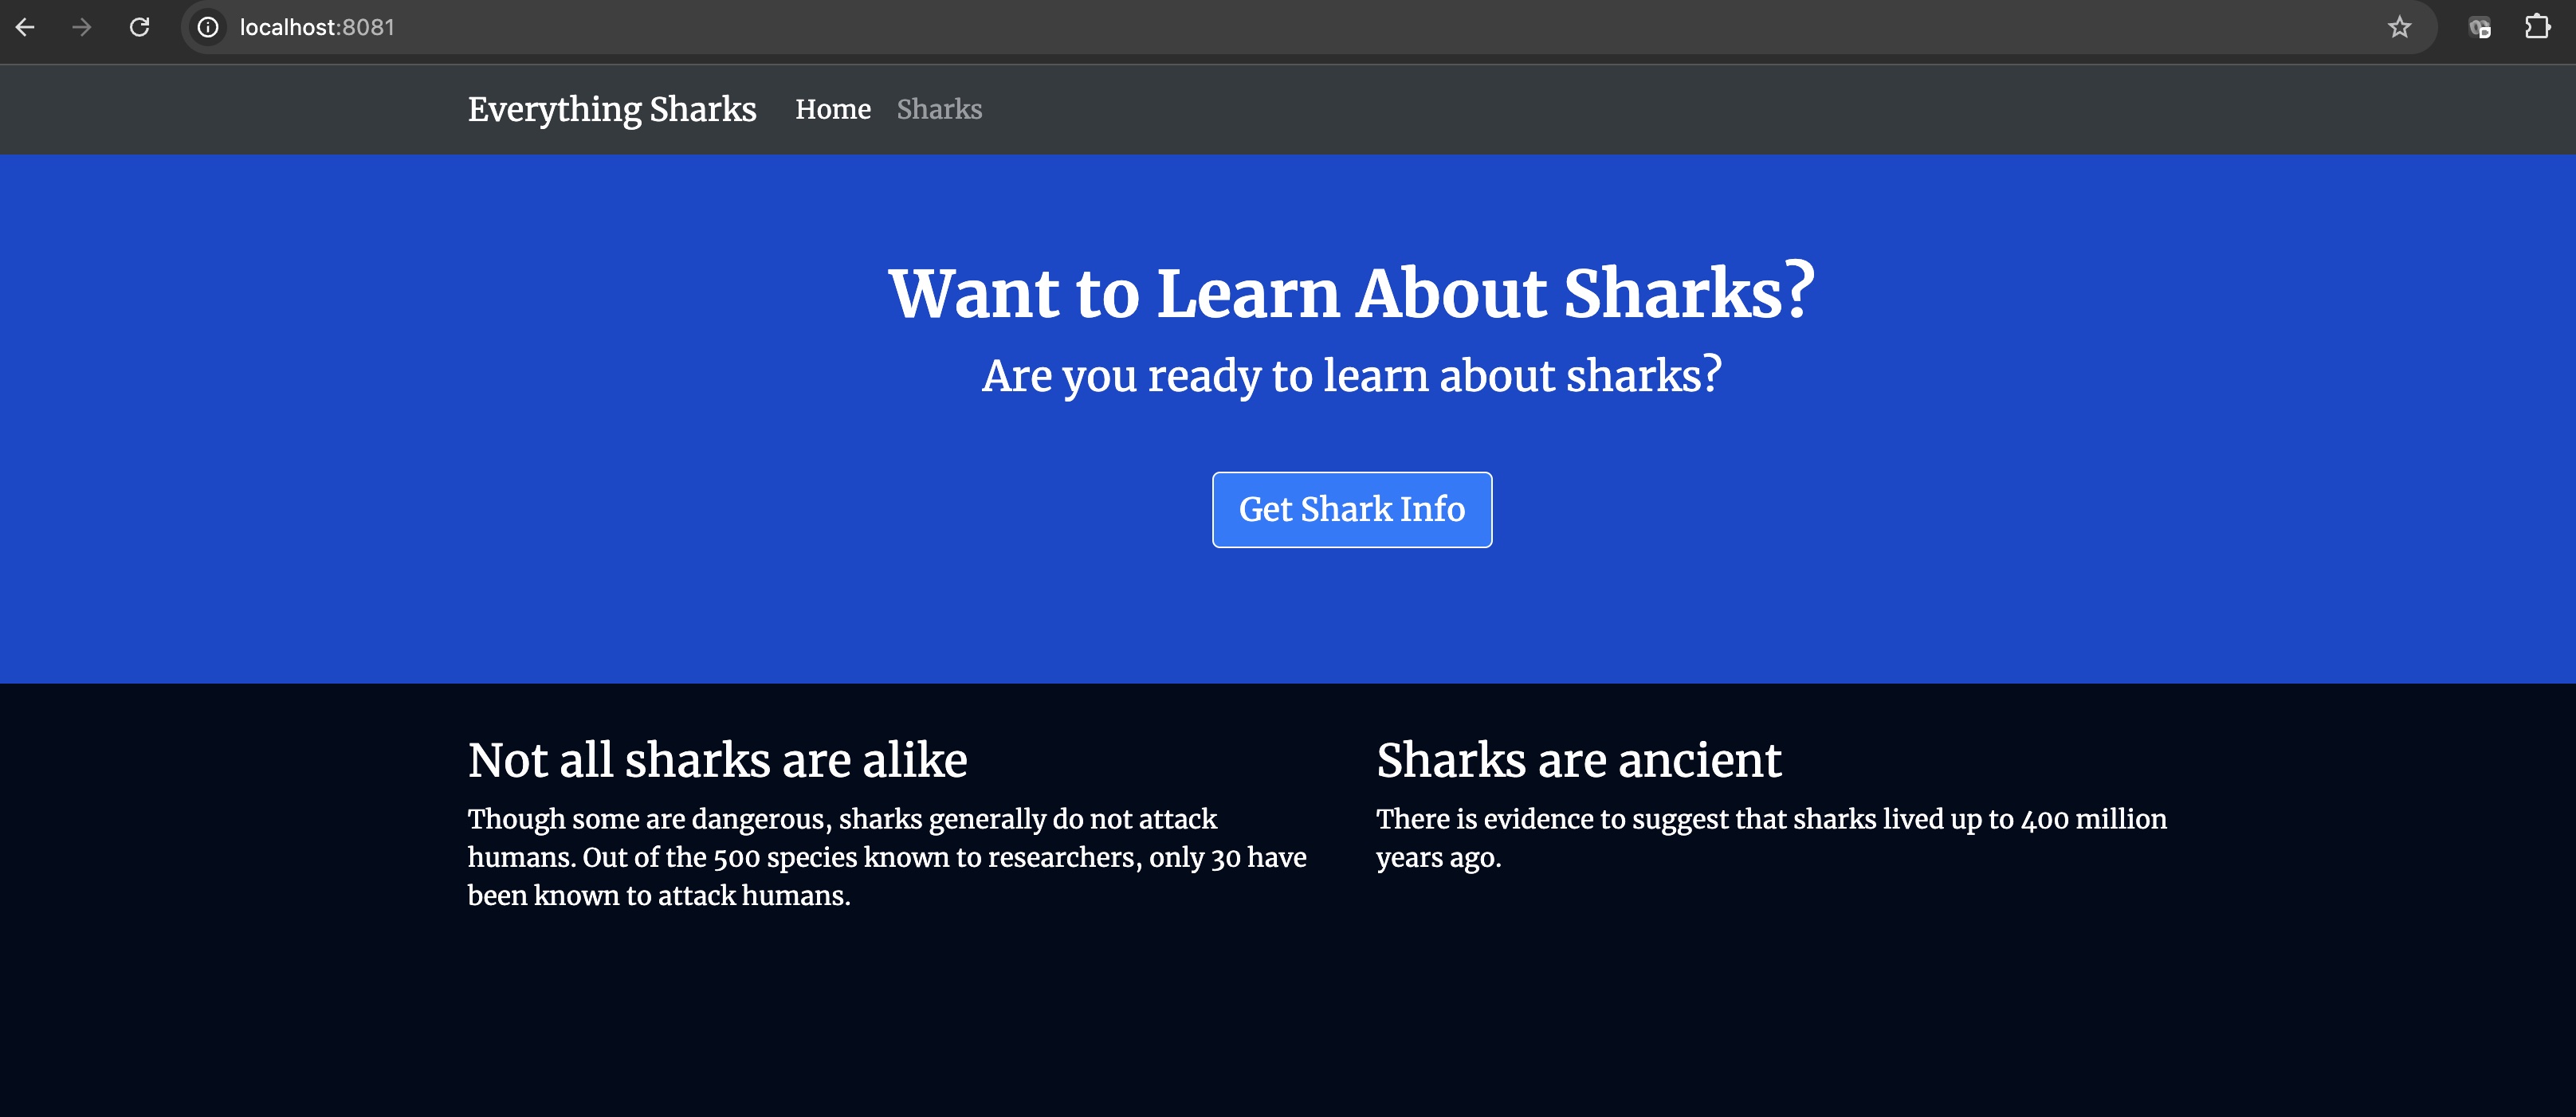 localhost:8081
Everything Sharks Home Sharks
Want to Learn About Sharks?
Are you ready to learn about sharks?
Get Shark Info
Not all sharks are alike
Though some are dangerous, sharks generally do not attack
humans. Out of the 500 species known to researchers, only 30 have
been known to attack humans.
Sharks are ancient
There is evidence to suggest that sharks lived up to 400 million
years ago.